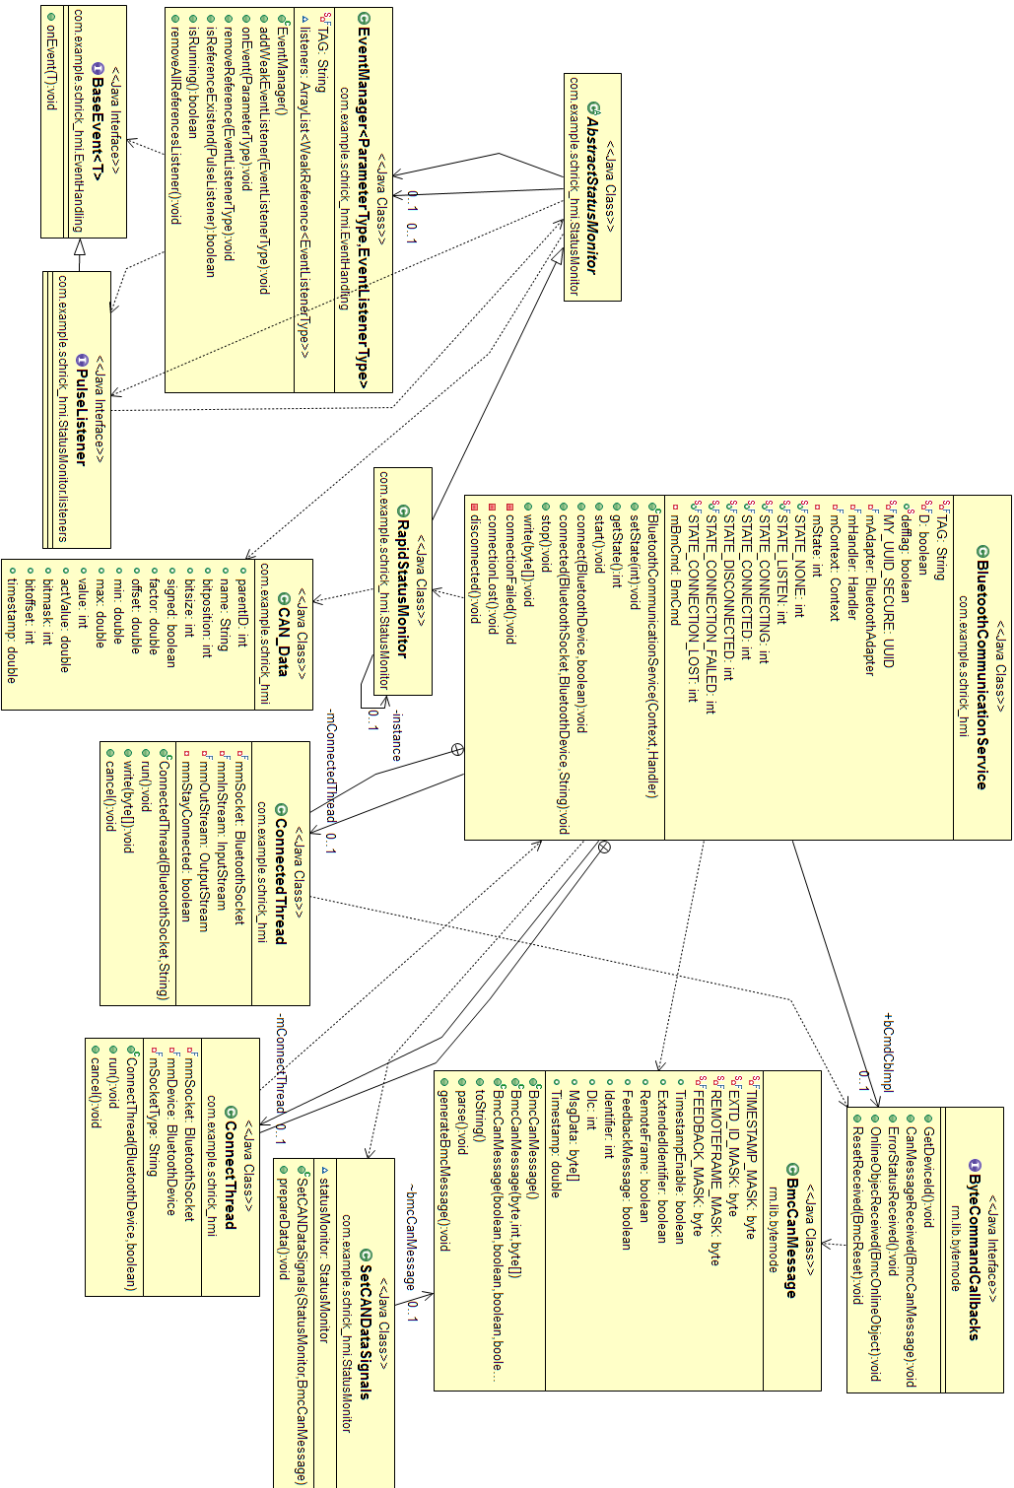 <<Java Class>>
AbstractStatusMonitor
com.example.schrick_hmi.StatusMonitor
<<Java Class>>
EventManager<ParameterType,EventListenerType>
com.example.schrick_hmi.EventHandling
TAG: String
listeners: ArrayList<WeakReference<EventListenerType>>
EventManager()
addWeakEventListener(EventListenerType):void
onEvent(ParameterType):void
removeReference(EventListenerType):void
isReferenceExistend(PulseListener):boolean
isRunning():boolean
removeAllReferencesListener():void
0..1
0..1
<<Java Interface>>
BaseEvent<T>
com.example.schrick_hmi.EventHandling
onEvent(T):void
<<Java Interface>>
PulseListener
com.example.schrick_hmi.StatusMonitor.listeners
<<Java Class>>
BluetoothCommunicationService
com.example.schrick_hmi
TAG: String
D: boolean
defflag: boolean
MY_UUID_SECURE: UUID
mAdapter: BluetoothAdapter
mHandler: Handler
mContext: Context
mState: int
STATE_NONE: int
STATE_LISTEN: int
STATE_CONNECTING: int
STATE_CONNECTED: int
STATE_DISCONNECTED: int
STATE_CONNECTION_FAILED: int
STATE_CONNECTION_LOST: int
mBmCmd: BmCmd
BluetoothCommunicationService(Context,Handler)
setState(int):void
getState():int
start():void
connect(BluetoothDevice,boolean):void
connected(BluetoothSocket,BluetoothDevice,String):void
stop():void
write(byte[]):void
connectionFailed():void
connectionLost():void
disconnected():void
<<Java Class>>
RapidStatusMonitor
com.example.schrick_hmi.StatusMonitor
-instance
0..1
<<Java Class>>
CAN_Data
com.example.schrick_hmi
parentID: int
name: String
bitposition: int
bitsize: int
signed: boolean
factor: double
offset: double
min: double
max: double
value: int
actValue: double
bitmask: int
bitoffset: int
timestamp: double
-mConnectedThread
0..1
<<Java Class>>
ConnectedThread
com.example.schrick_hmi
mmSocket: BluetoothSocket
mmInStream: InputStream
mmOutStream: OutputStream
mmStayConnected: boolean
ConnectedThread(BluetoothSocket,String)
run():void
write(byte[]):void
cancel():void
+bCmdCbImpl
0..1
<<Java Interface>>
ByteCommandCallbacks
rm.lib.bytemode
GetDeviceId():void
CanMessageReceived(BmcCanMessage):void
ErrorStatusReceived():void
OnlineObjecReceived(BmcOnlineObject):void
ResetReceived(BmcReset):void
<<Java Class>>
BmcCanMessage
rm.lib.bytemode
TIMESTAMP_MASK: byte
EXTD_ID_MASK: byte
REMOTEFRAME_MASK: byte
FEEDBACK_MASK: byte
TimestampEnable: boolean
ExtendedIdentifier: boolean
RemoteFrame: boolean
FeedbackMessage: boolean
Identifier: int
Dlc: int
MsgData: byte[]
Timestamp: double
BmcCanMessage()
BmcCanMessage(byte,int,byte[])
BmcCanMessage(boolean,boolean,boolean,boole...
toString()
parse():void
generateBmcMessage():void
~bmcCanMessage
0..1
<<Java Class>>
SetCANDataSignals
com.example.schrick_hmi.StatusMonitor
statusMonitor: StatusMonitor
SetCANDataSignals(StatusMonitor,BmcCanMessage)
prepareData():void
-mConnectThread
0..1
<<Java Class>>
ConnectThread
com.example.schrick_hmi
mmSocket: BluetoothSocket
mmDevice: BluetoothDevice
mSocketType: String
ConnectThread(BluetoothDevice,boolean)
run():void
cancel():void